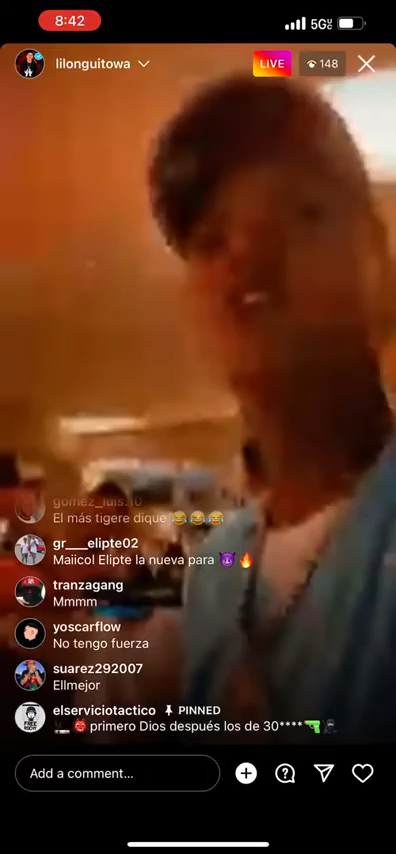 8:42
5G
lilonguitowa
LIVE
148
gomez_luis.10
El más tigere dique 😂😂😂
gr___elipte02
Maiicol Elipte la nueva para 😈🔥
tranzagang
Mmmm
yoscarflow
No tengo fuerza
suarez292007
Ellmejor
elserviciotactico PINNED
👹 primero Dios después los de 30****🔫🥷
Add a comment...